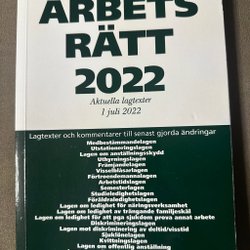 ARBETS
RÄTT
2022
Aktuella lagtexter
1 juli 2022
Lagtexter och kommentarer till senast gjorda ändringar
Medbestämmandelagen
Utstationeringslagen
Lagen om anställningsskydd
Uthyrningslagen
Främjandelagen
Visselblåsarlagen
Förtroendemannalagen
Arbetstidslagen
Semesterlagen
Studieledighetslagen
Föräldraledighetslagen
Lagen om ledighet för näringsverksamhet
Lagen om ledighet av trängande familjeskäl
Lagen om ledighet för att pga sjukdom prova annat arbete
Diskrimineringslagen
Lagen mot diskriminering av deltid/visstid
Sjuklönelagen
Kvittningslagen
Lagen om offentlig anställning